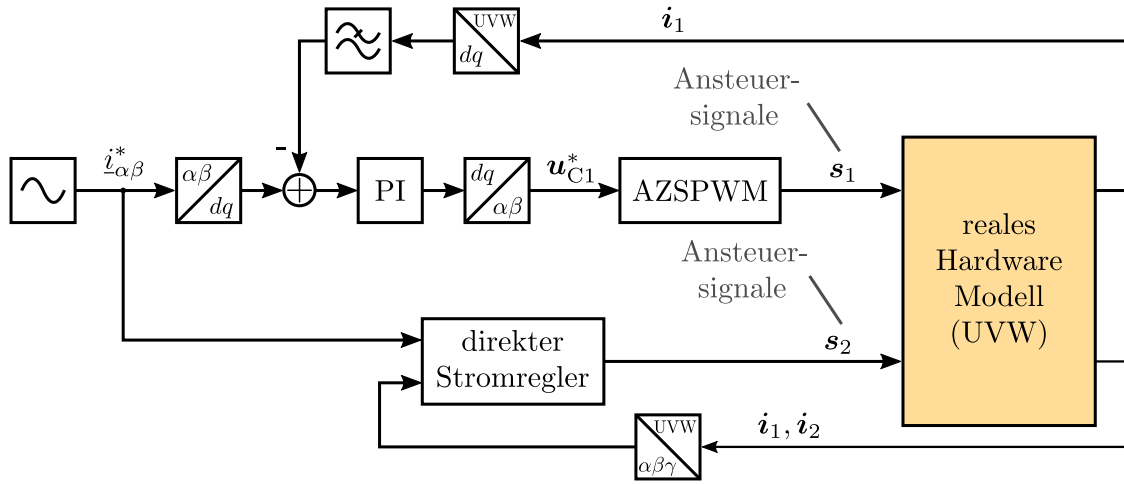 UVW
dq
i₁
Ansteuer-
signale
-
i*αβ
αβ
dq
PI
dq
αβ
u*C1
AZSPWM
s₁
reales
Hardware
Modell
(UVW)
Ansteuer-
signale
direkter
Stromregler
s₂
UVW
αβγ
i₁, i₂